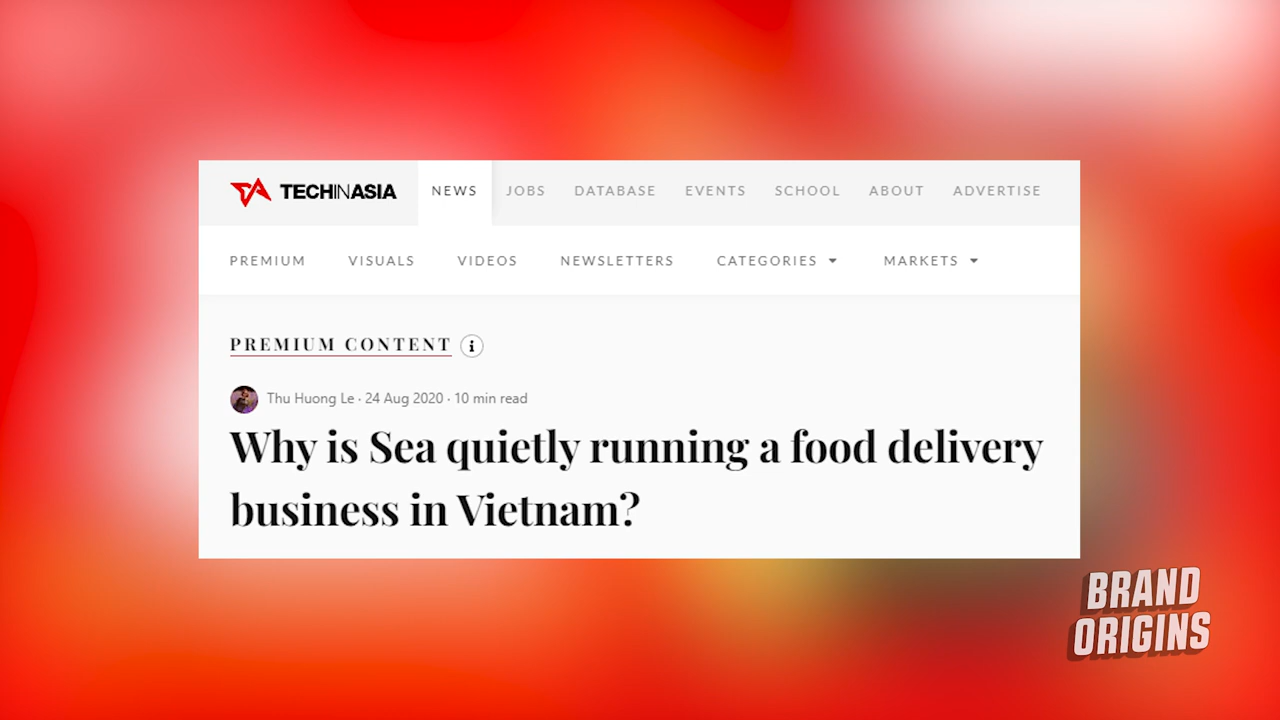 TECHINASIA
NEWS
JOBS
DATABASE
EVENTS
SCHOOL
ABOUT
ADVERTISE
PREMIUM
VISUALS
VIDEOS
NEWSLETTERS
CATEGORIES
MARKETS
PREMIUM CONTENT
Thu Huong Le · 24 Aug 2020 · 10 min read
Why is Sea quietly running a food delivery
business in Vietnam?
BRAND
ORIGINS